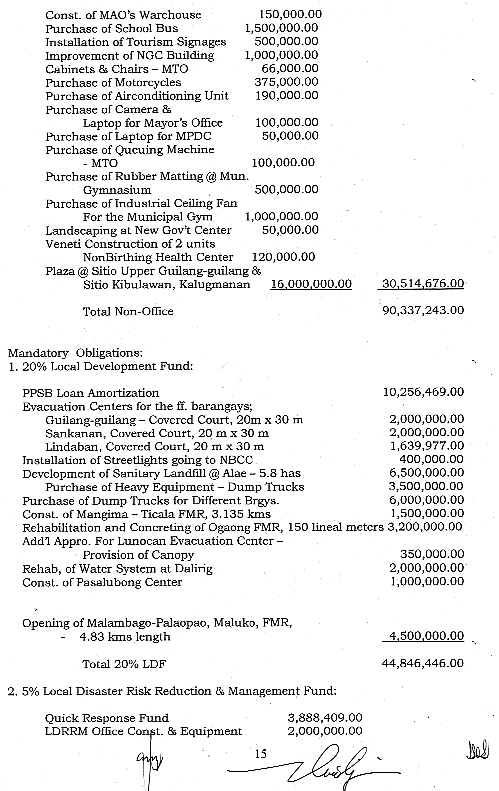 Const. of MAO's Warehouse 150,000.00
Purchase of School Bus 1,500,000.00
Installation of Tourism Signages 500,000.00
Improvement of NGC Building 1,000,000.00
Cabinets & Chairs – MTO 66,000.00
Purchase of Motorcycles 375,000.00
Purchase of Airconditioning Unit 190,000.00
Purchase of Camera &
Laptop for Mayor's Office 100,000.00
Purchase of Laptop for MPDC 50,000.00
Purchase of Queuing Machine
- MTO 100,000.00
Purchase of Rubber Matting @ Mun.
Gymnasium 500,000.00
Purchase of Industrial Ceiling Fan
For the Municipal Gym 1,000,000.00
Landscaping at New Gov't Center 50,000.00
Veneti Construction of 2 units
NonBirthing Health Center 120,000.00
Plaza @ Sitio Upper Guilang-guilang &
Sitio Kibulawan, Kalugmanan 16,000,000.00 30,514,676.00
Total Non-Office 90,337,243.00
Mandatory Obligations:
1. 20% Local Development Fund:
PPSB Loan Amortization 10,256,469.00
Evacuation Centers for the ff. barangays;
Guilang-guilang – Covered Court, 20m x 30 m 2,000,000.00
Sankanan, Covered Court, 20 m x 30 m 2,000,000.00
Lindaban, Covered Court, 20 m x 30 m 1,639,977.00
Installation of Streetlights going to NBCC 400,000.00
Development of Sanitary Landfill @ Alae – 5.8 has 6,500,000.00
Purchase of Heavy Equipment – Dump Trucks 3,500,000.00
Purchase of Dump Trucks for Different Brgys. 6,000,000.00
Const. of Mangima – Ticala FMR, 3.135 kms 1,500,000.00
Rehabilitation and Concreting of Ogaong FMR, 150 lineal meters 3,200,000.00
Add'l Appro. For Lunocan Evacuation Center –
Provision of Canopy 350,000.00
Rehab, of Water System at Dalirig 2,000,000.00
Const. of Pasalubong Center 1,000,000.00
Opening of Malambago-Palaopao, Maluko, FMR,
- 4.83 kms length 4,500,000.00
Total 20% LDF 44,846,446.00
2. 5% Local Disaster Risk Reduction & Management Fund:
Quick Response Fund 3,888,409.00
LDRRM Office Const. & Equipment 2,000,000.00
15